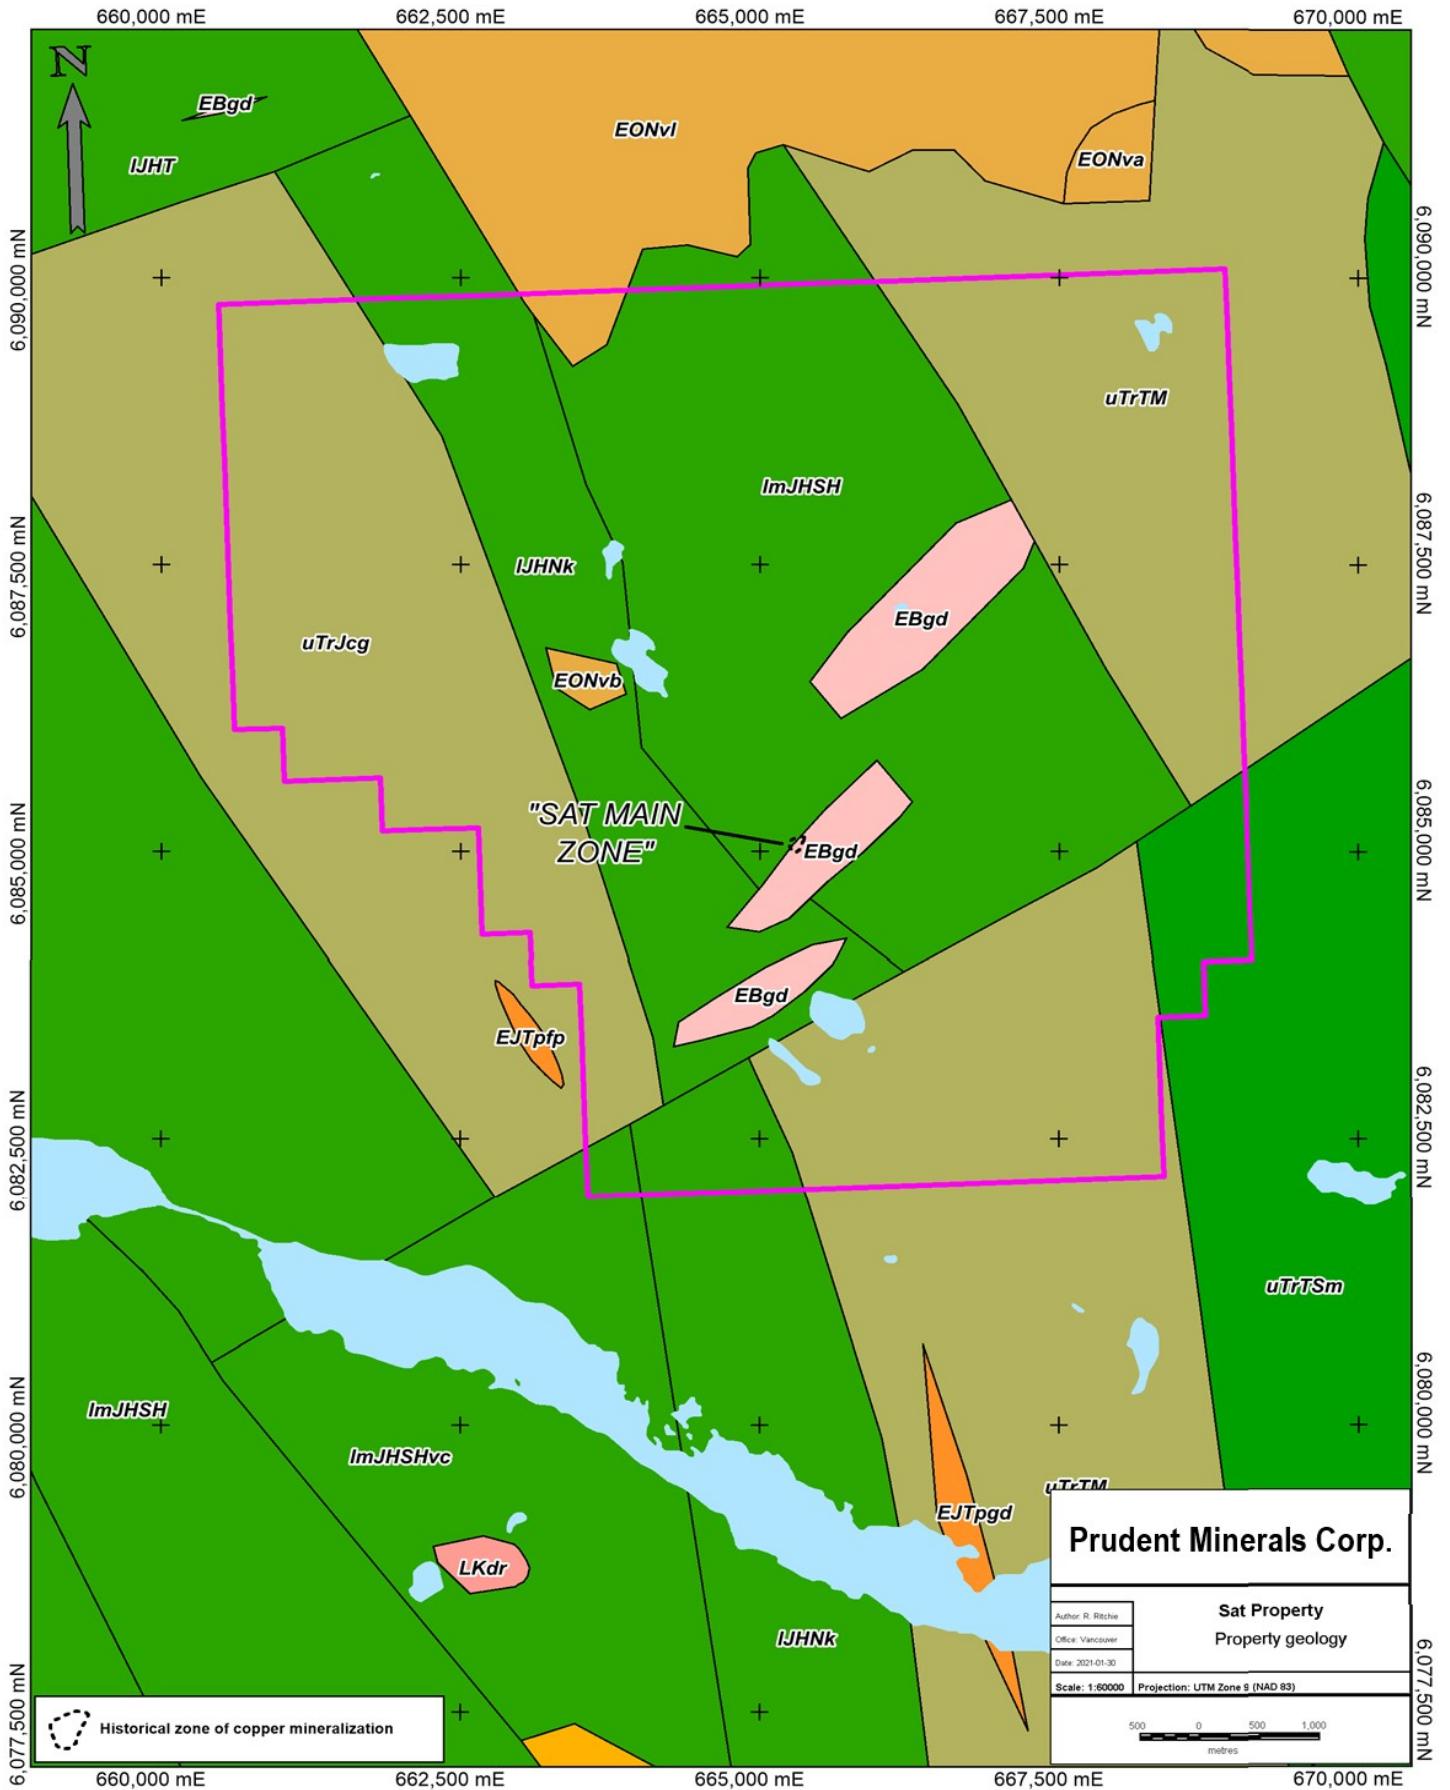 660,000 mE 662,500 mE 665,000 mE 667,500 mE 670,000 mE
N
EBgd
EONvl
EONva
lJHT
6,090,000 mN
6,090,000 mN
uTrTM
lmJHSH
6,087,500 mN
lJHNk
6,087,500 mN
EBgd
uTrJcg
EONvb
"SAT MAIN
ZONE"
EBgd
6,085,000 mN
6,085,000 mN
EBgd
EJTpfp
6,082,500 mN
6,082,500 mN
uTrTSm
lmJHSH
6,080,000 mN
6,080,000 mN
lmJHSHvc
uTrTM
EJTpgd
LKdr
lJHNk
Prudent Minerals Corp.
Author: R. Ritchie
Office: Vancouver
Date: 2021-01-30
Sat Property
Property geology
Scale: 1:60000 Projection: UTM Zone 9 (NAD 83)
500 0 500 1,000
metres
6,077,500 mN
6,077,500 mN
Historical zone of copper mineralization
660,000 mE 662,500 mE 665,000 mE 667,500 mE 670,000 mE